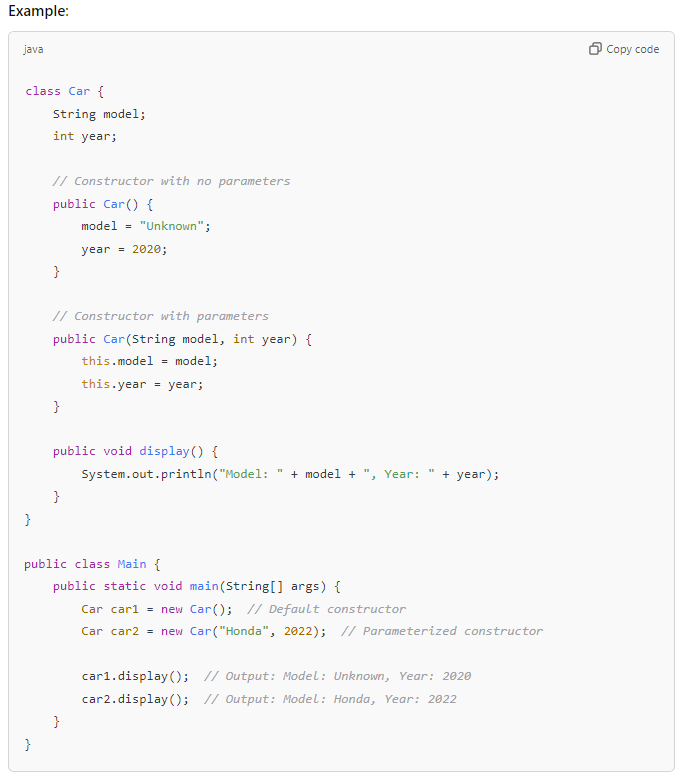 Example:
java
Copy code
class Car {
    String model;
    int year;
    // Constructor with no parameters
    public Car() {
        model = "Unknown";
        year = 2020;
    }
    // Constructor with parameters
    public Car(String model, int year) {
        this.model = model;
        this.year = year;
    }
    public void display() {
        System.out.println("Model: " + model + ", Year: " + year);
    }
}
public class Main {
    public static void main(String[] args) {
        Car car1 = new Car();  // Default constructor
        Car car2 = new Car("Honda", 2022);  // Parameterized constructor
        car1.display();  // Output: Model: Unknown, Year: 2020
        car2.display();  // Output: Model: Honda, Year: 2022
    }
}